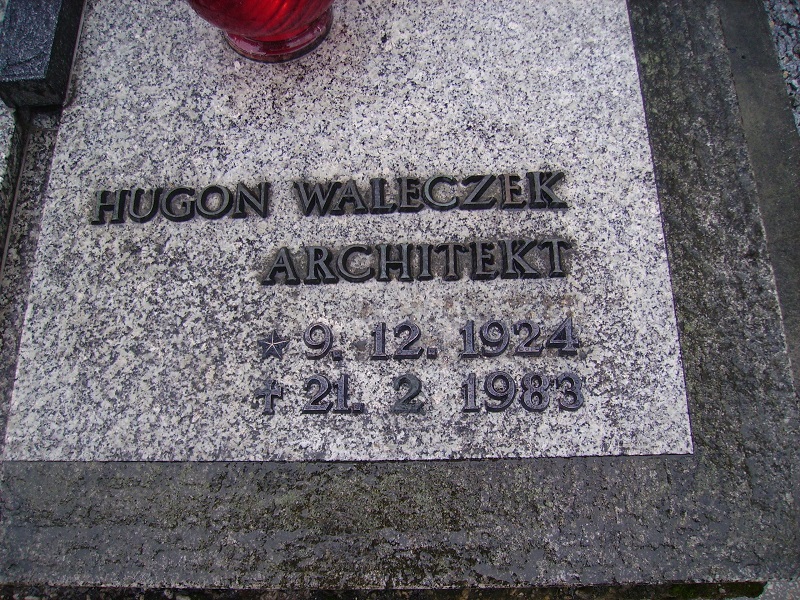 HUGON WALECZEK
ARCHITEKT
★ 9. 12. 1924
✝ 21. 2 1983